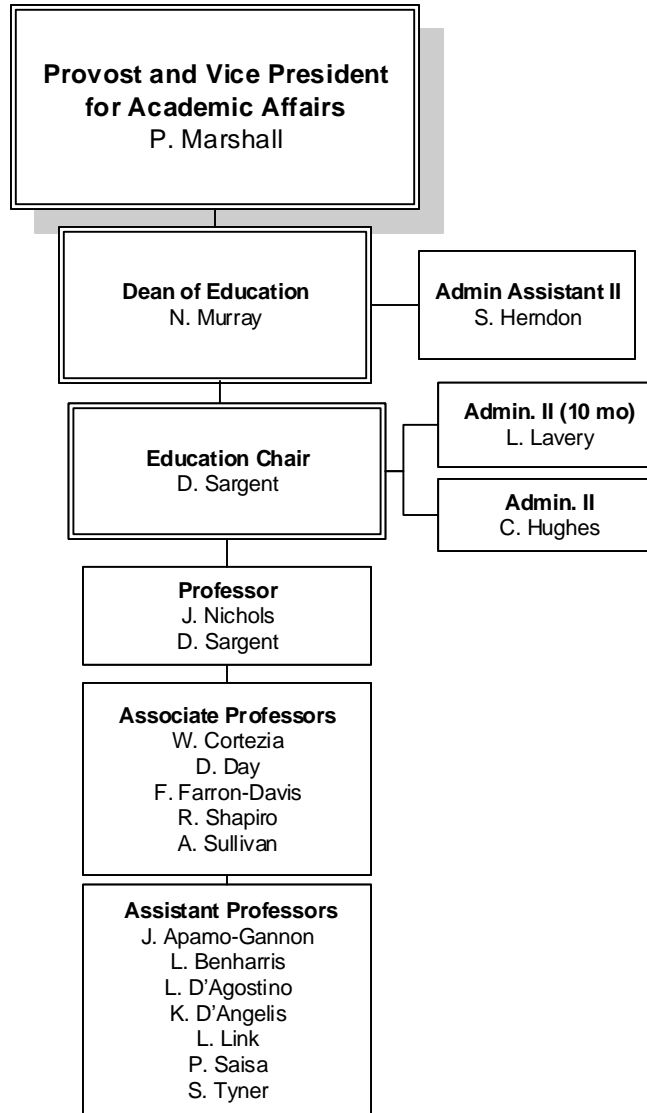 Provost and Vice President
for Academic Affairs
P. Marshall
Dean of Education
N. Murray
Admin Assistant II
S. Herndon
Education Chair
D. Sargent
Admin. II (10 mo)
L. Lavery
Admin. II
C. Hughes
Professor
J. Nichols
D. Sargent
Associate Professors
W. Cortezia
D. Day
F. Farron-Davis
R. Shapiro
A. Sullivan
Assistant Professors
J. Apamo-Gannon
L. Benharris
L. D'Agostino
K. D'Angelis
L. Link
P. Saisa
S. Tyner